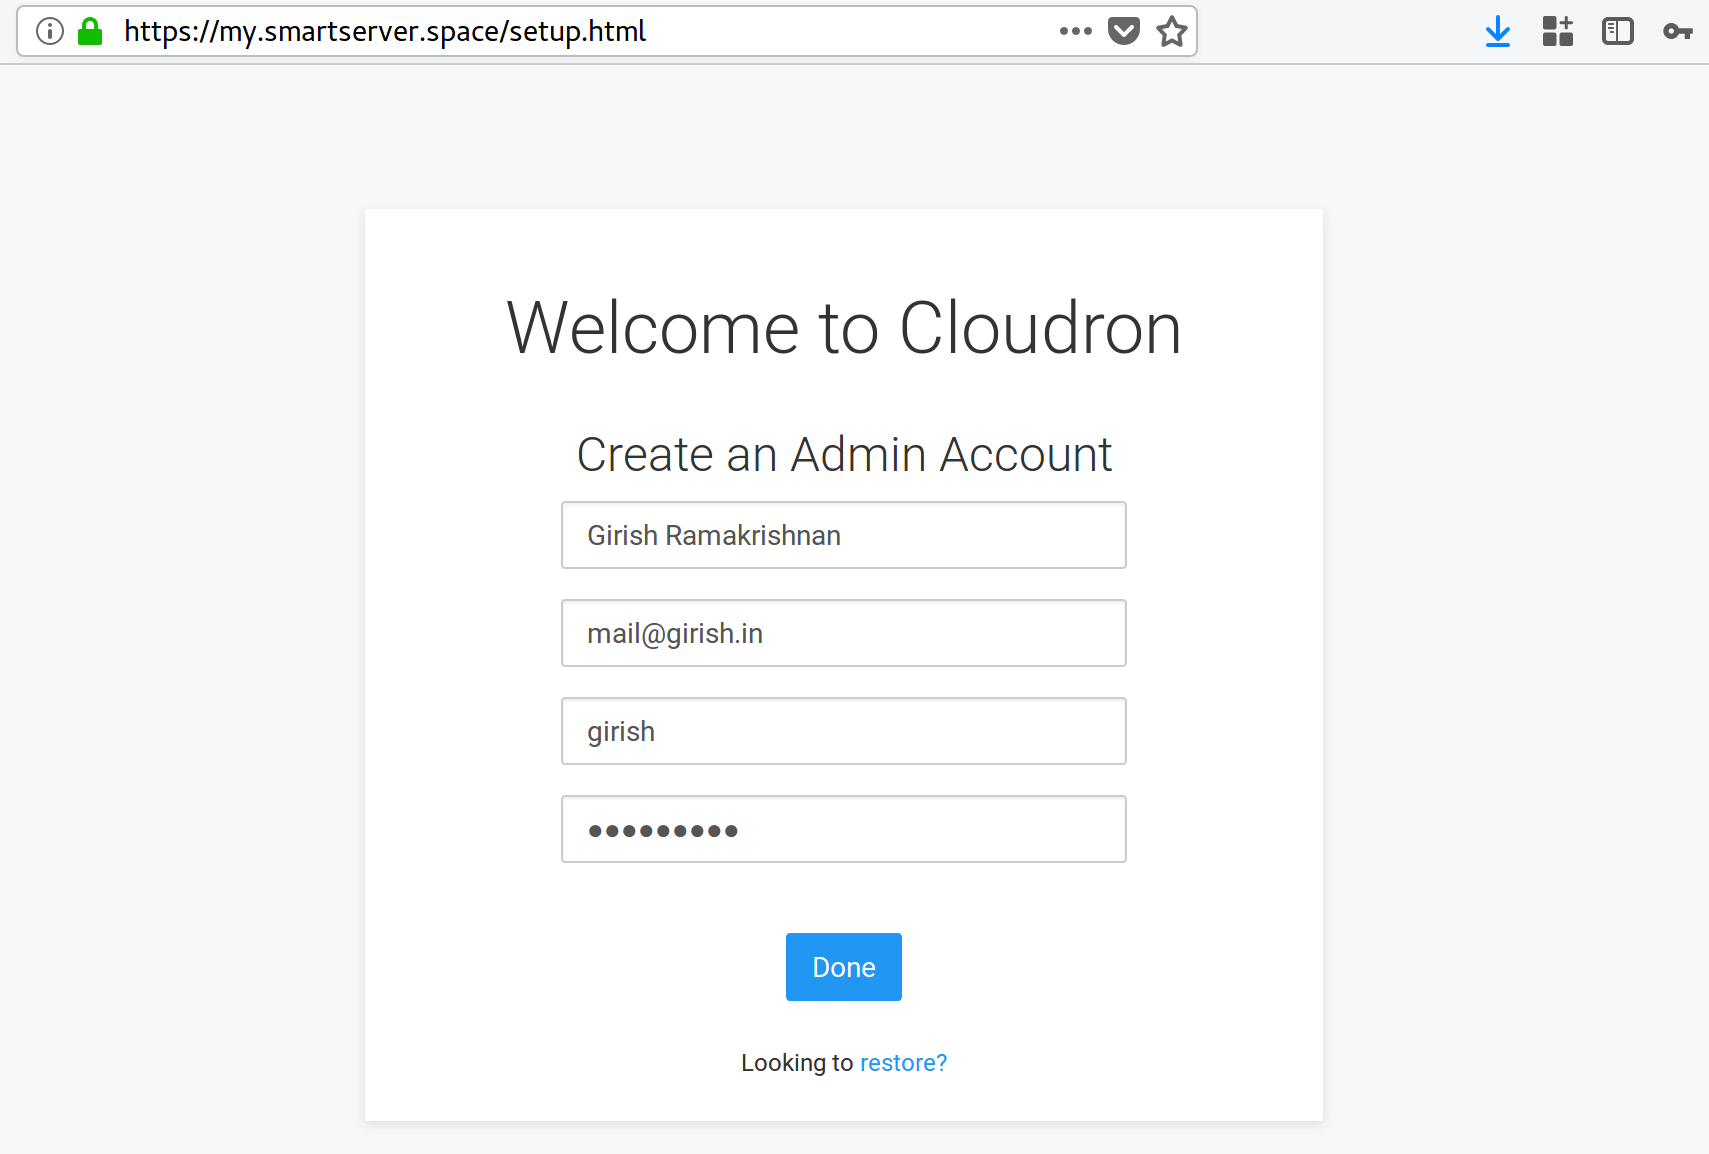 https://my.smartserver.space/setup.html
Welcome to Cloudron
Create an Admin Account
Girish Ramakrishnan
mail@girish.in
girish
●●●●●●●●●
Done
Looking to restore?